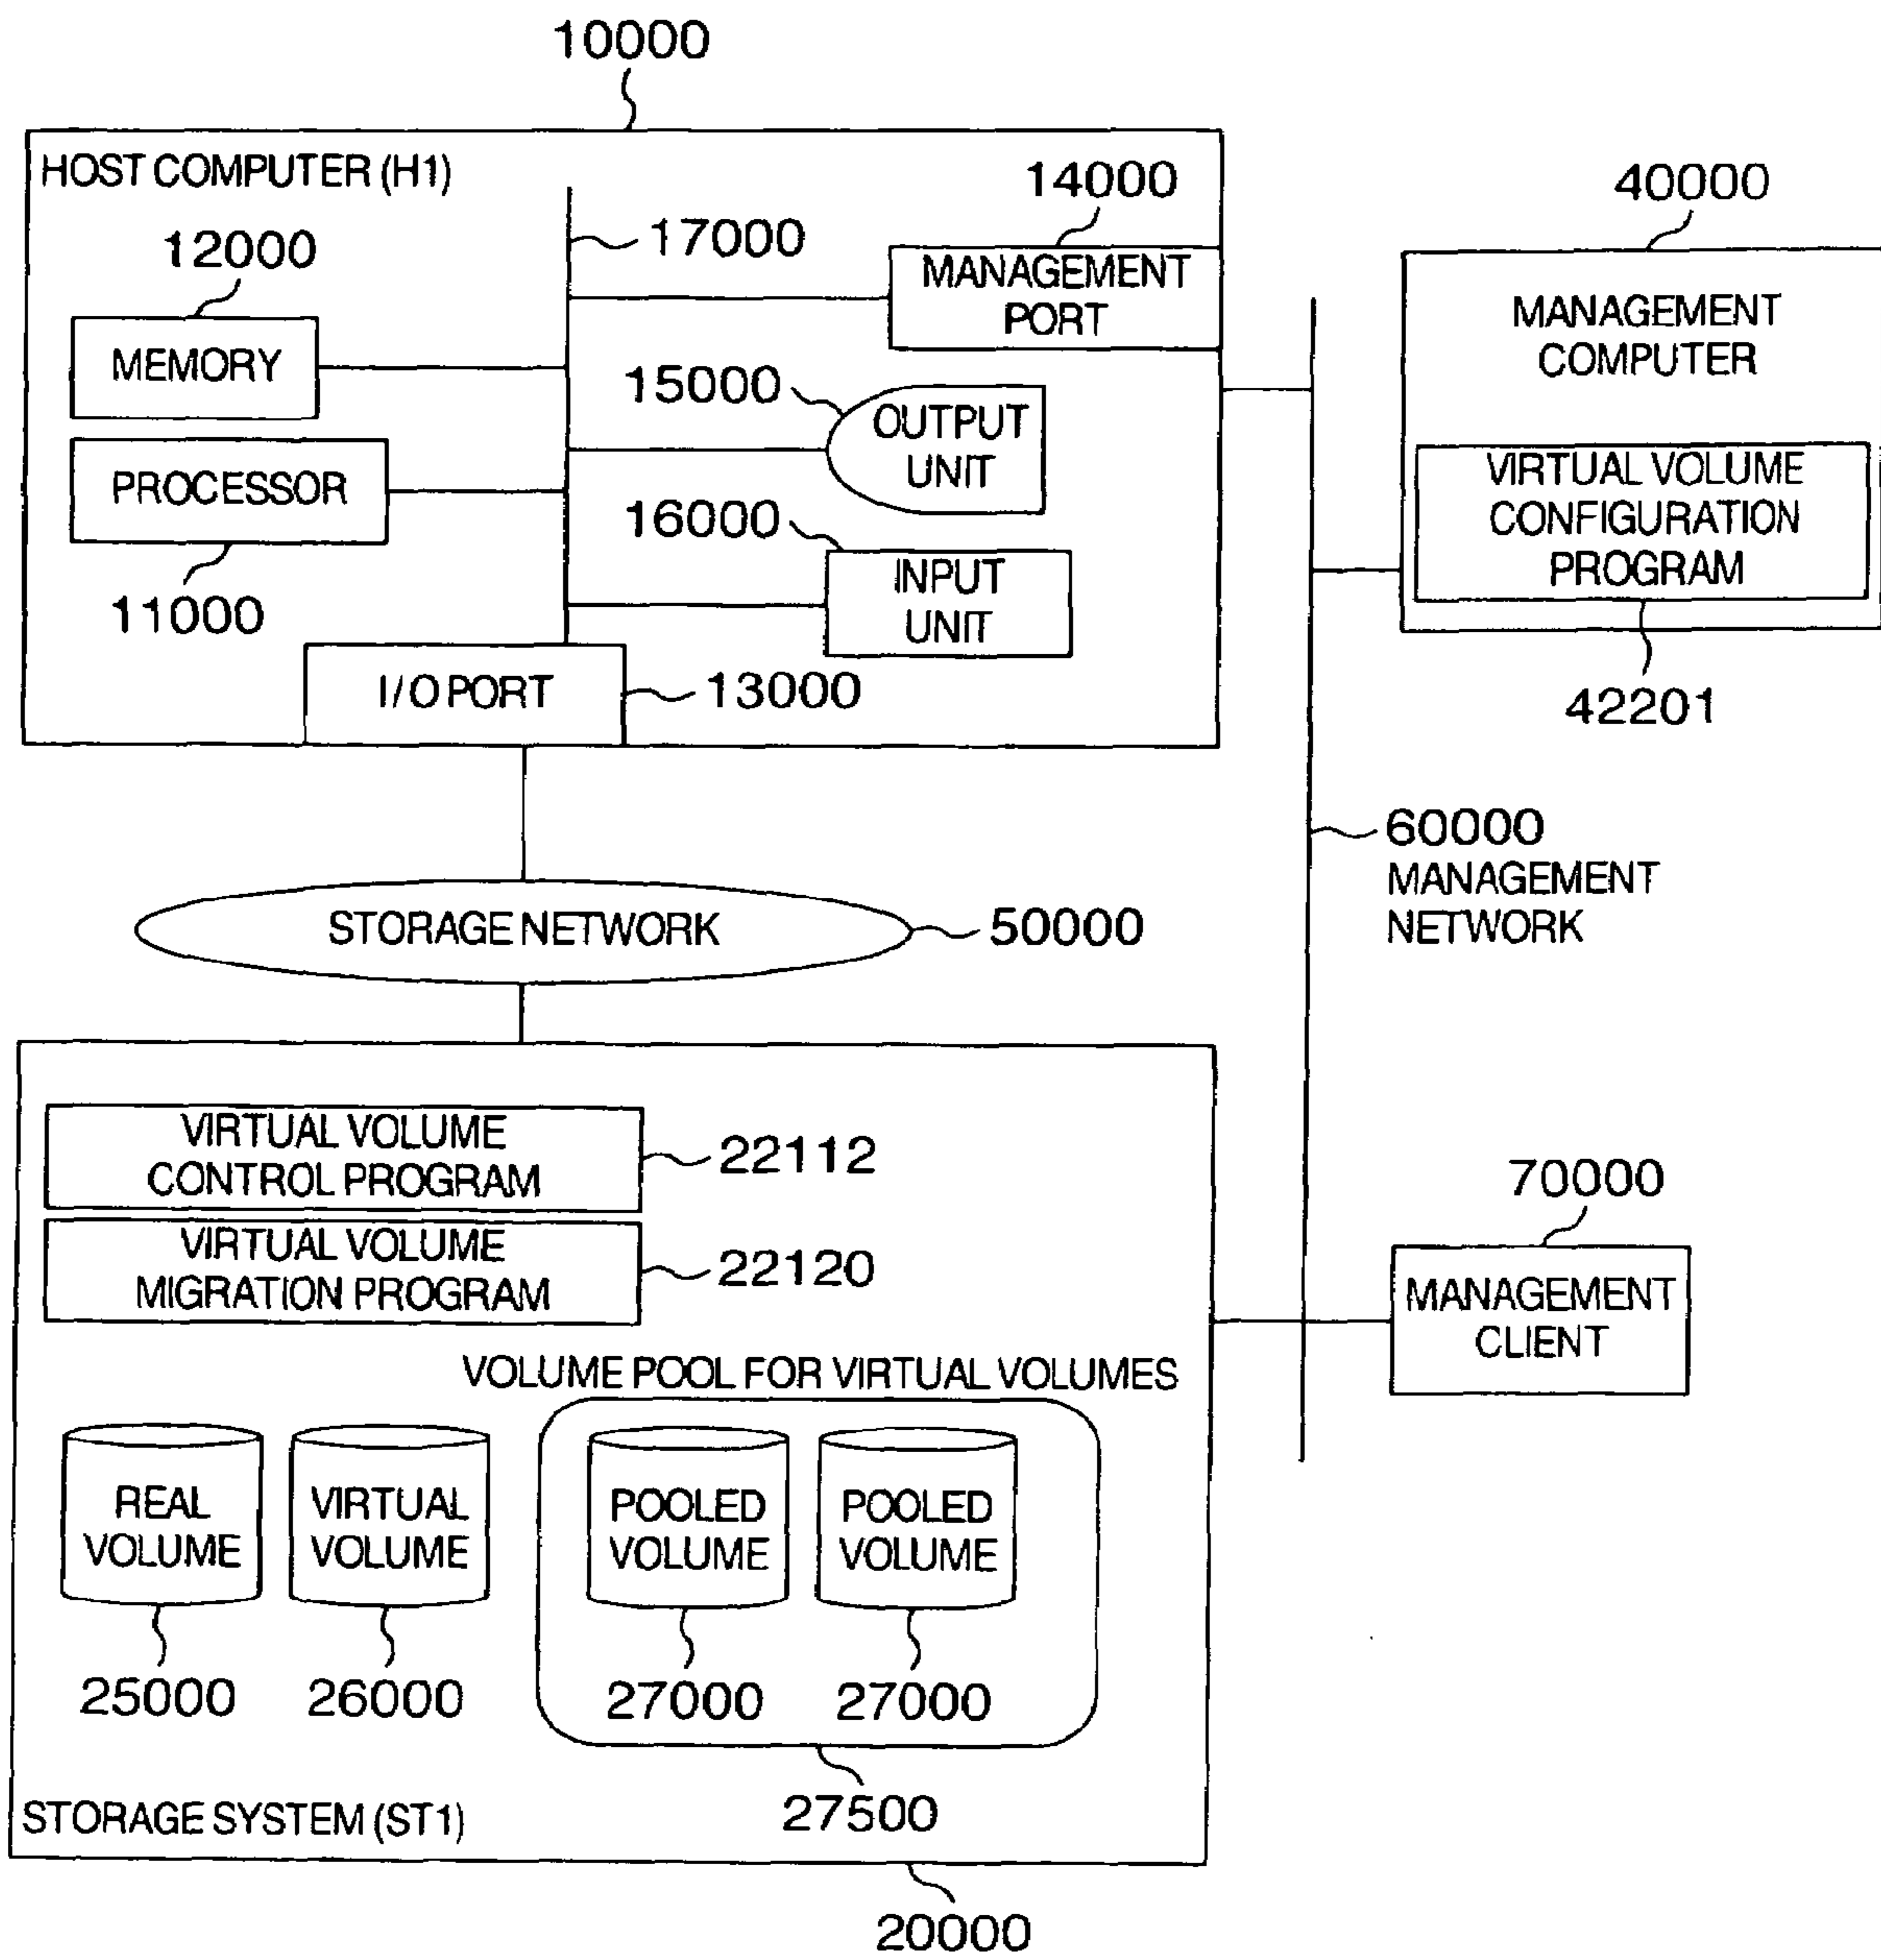 10000
HOST COMPUTER (H1)
12000
17000
14000
MANAGEMENT
PORT
MEMORY
15000
OUTPUT
UNIT
PROCESSOR
11000
16000
INPUT
UNIT
I/O PORT
13000
40000
MANAGEMENT
COMPUTER
VIRTUAL VOLUME
CONFIGURATION
PROGRAM
42201
60000
MANAGEMENT
NETWORK
STORAGE NETWORK
50000
VIRTUAL VOLUME
CONTROL PROGRAM
22112
VIRTUAL VOLUME
MIGRATION PROGRAM
22120
70000
MANAGEMENT
CLIENT
VOLUME POOL FOR VIRTUAL VOLUMES
REAL
VOLUME
VIRTUAL
VOLUME
POOLED
VOLUME
POOLED
VOLUME
25000
26000
27000
27000
27500
STORAGE SYSTEM (ST1)
20000